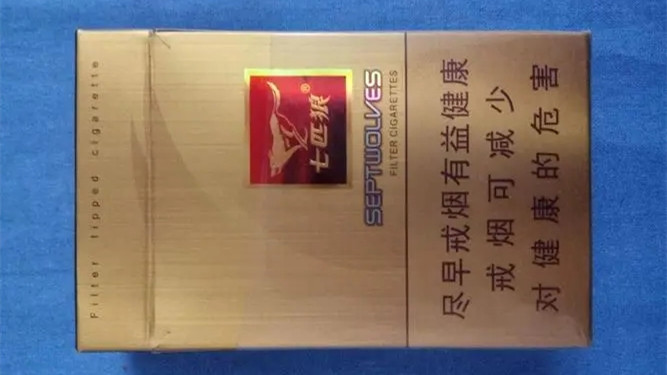 Filter tipped cigarette
七匹狼®
SEPTWOLVES
FILTER CIGARETTES
尽早戒烟有益健康
戒烟可减少
对健康的危害